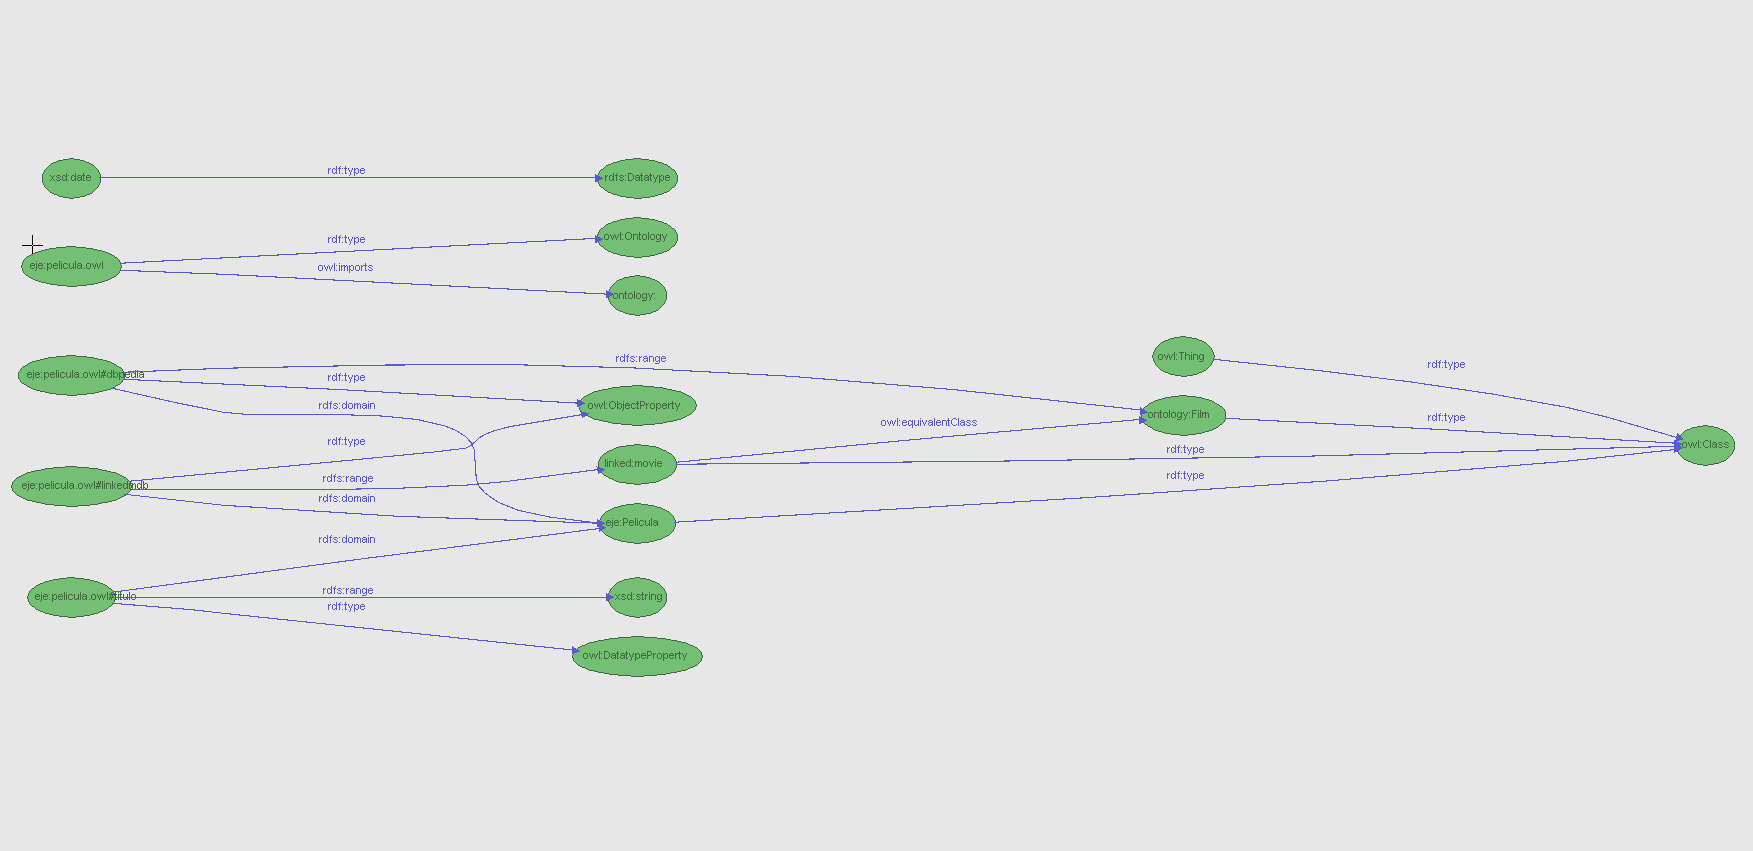 xsd:date
rdf:type
rdfs:Datatype
eje:pelicula.owl
rdf:type
owl:Ontology
owl:imports
ontology:
eje:pelicula.owl#dbpedia
rdfs:range
rdf:type
rdfs:domain
owl:ObjectProperty
owl:Thing
rdf:type
ontology:Film
rdf:type
owl:Class
owl:equivalentClass
linked:movie
rdf:type
rdf:type
eje:pelicula.owl#linkedmdb
rdf:type
rdfs:range
rdfs:domain
eje:Pelicula
rdfs:domain
eje:pelicula.owl#titulo
rdfs:range
rdf:type
xsd:string
owl:DatatypeProperty